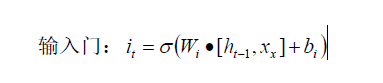 输入门：i_t = σ(W_i •[h_{t-1}, x_x] + b_i)